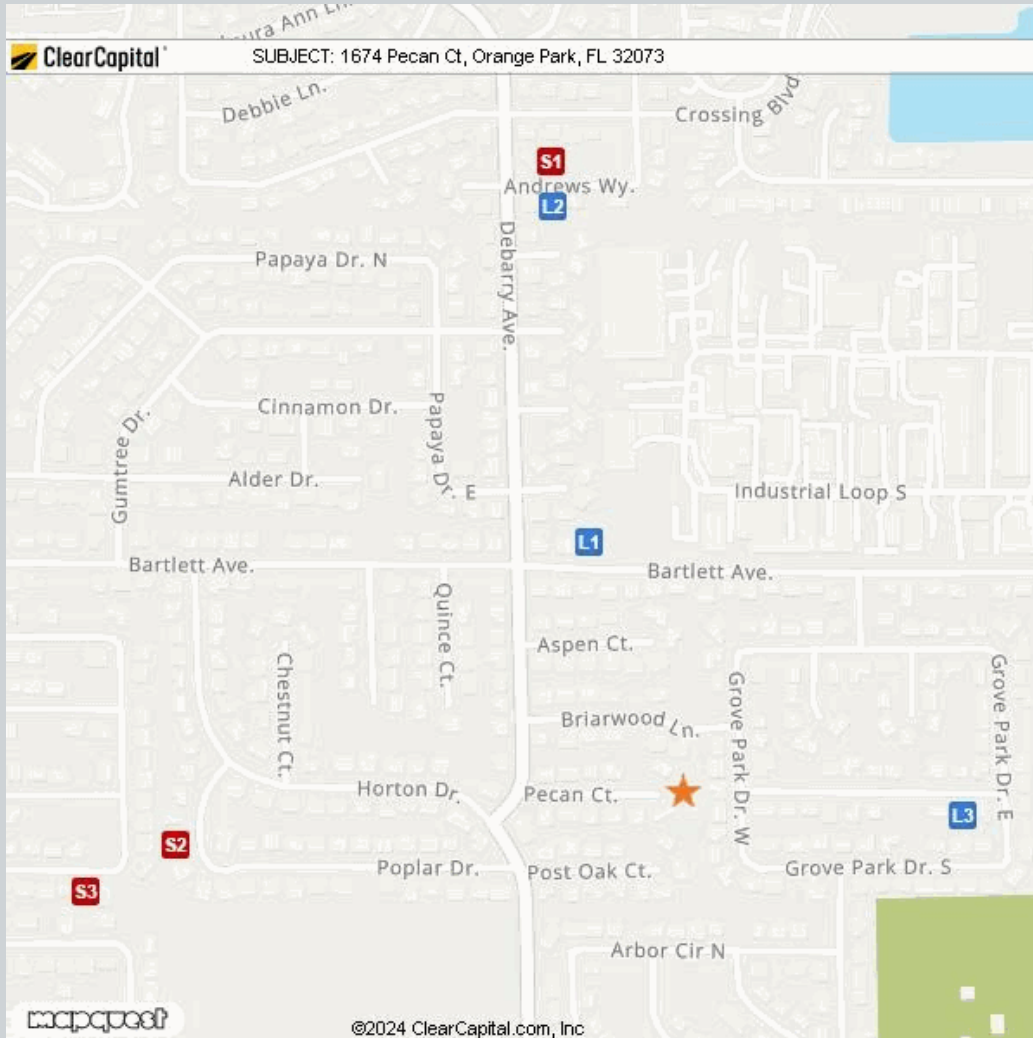 Laura Ann Ln.
ClearCapital
SUBJECT: 1674 Pecan Ct, Orange Park, FL 32073
Debbie Ln.
Crossing Blvd
S1
Andrews Wy.
L2
Debarry Ave.
Papaya Dr. N
Cinnamon Dr.
Papaya Dr. E
Gumtree Dr.
Alder Dr.
Industrial Loop S
L1
Bartlett Ave.
Bartlett Ave.
Quince Ct.
Aspen Ct.
Chestnut Ct.
Grove Park Dr. W
Grove Park Dr. E
Briarwood Ln.
Horton Dr.
Pecan Ct.
L3
S2
Poplar Dr.
Post Oak Ct.
Grove Park Dr. S
S3
Arbor Cir N
mapquest
©2024 ClearCapital.com, Inc